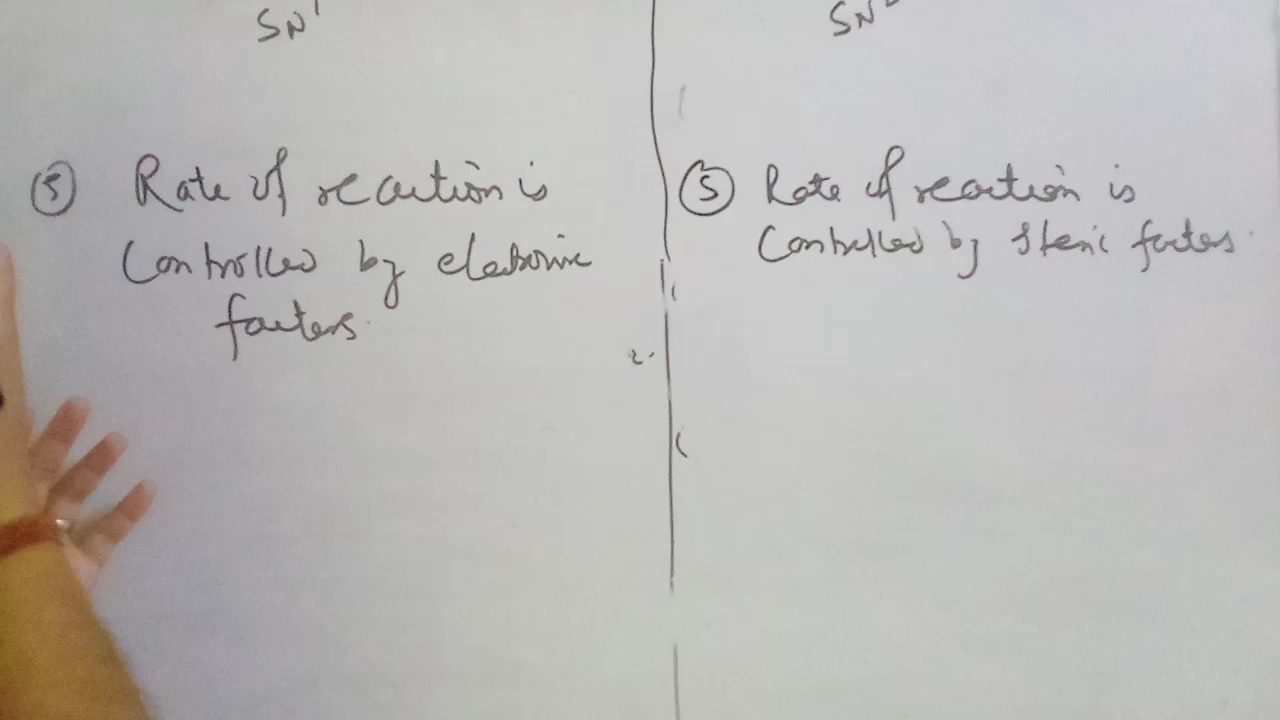 SN1
SN2
⑤ Rate of reaction is
Controlled by electronic
factors.
⑤ Rate of reaction is
Controlled by steric factors.